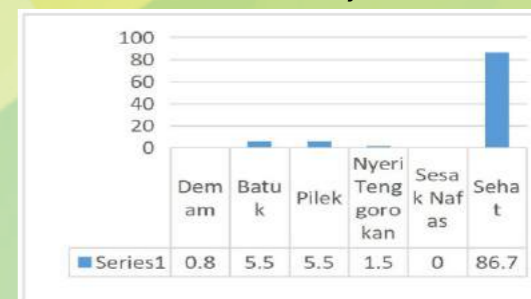 100
80
60
40
20
0
Dem
am
Batu
k
Pilek
Nyeri
Teng
goro
kan
Sesa
k Naf
as
Seha
t
Series1 0.8 5.5 5.5 1.5 0 86.7